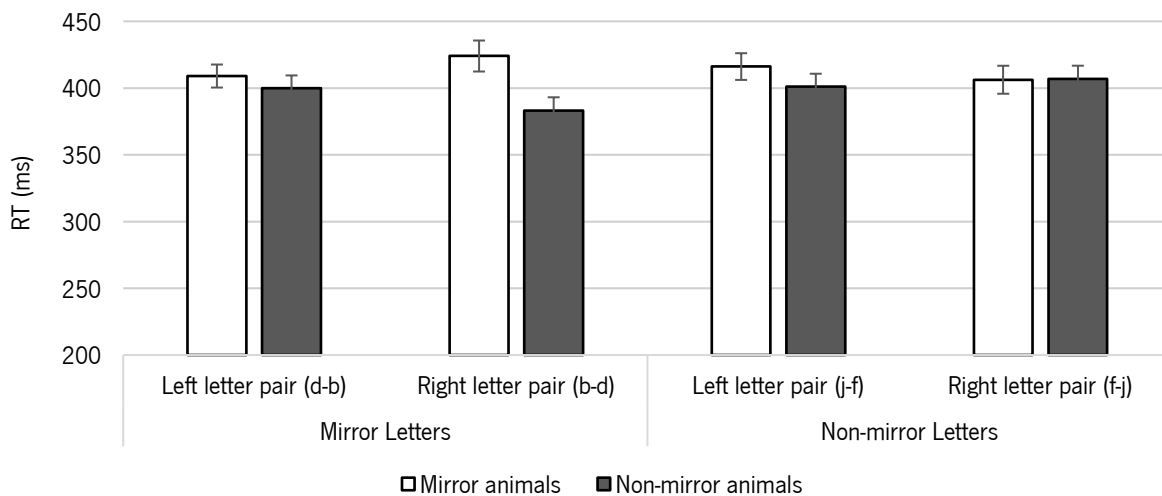 450
400
350
300
250
200
RT (ms)
Left letter pair (d-b) Right letter pair (b-d) Left letter pair (j-f) Right letter pair (f-j)
Mirror Letters Non-mirror Letters
Mirror animals Non-mirror animals